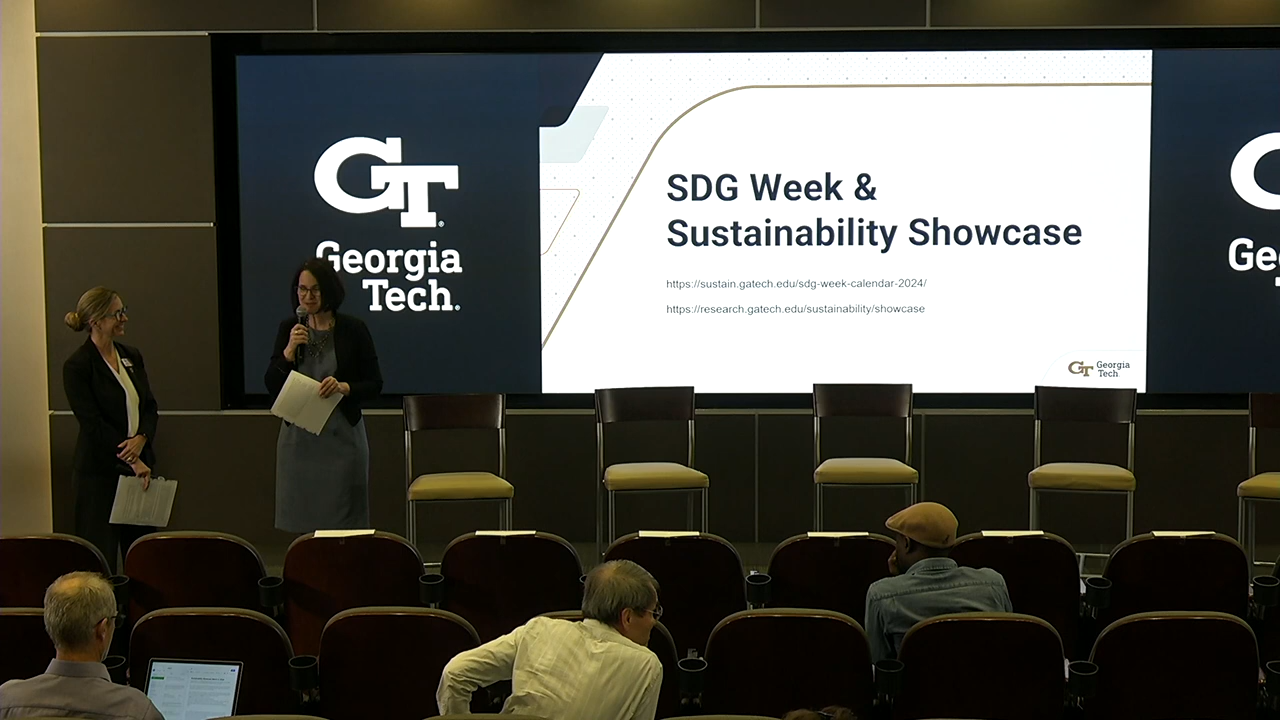 GT
Georgia
Tech.
SDG Week &
Sustainability Showcase
https://sustain.gatech.edu/sdg-week-calendar-2024/
https://research.gatech.edu/sustainability/showcase
GT Georgia
Tech.